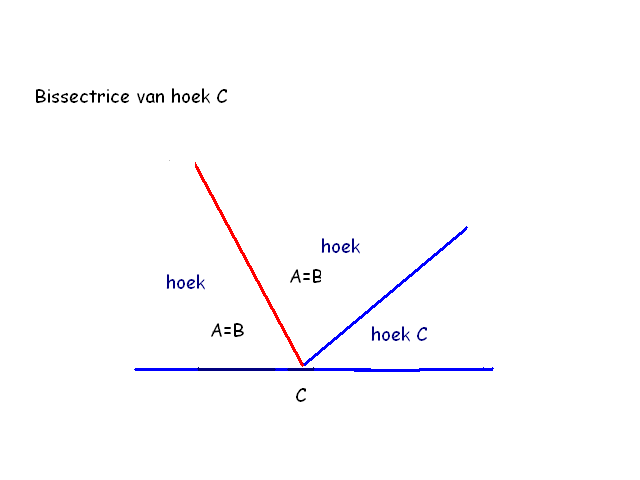 Bissectrice van hoek C
hoek
hoek
A=B
A=B
hoek C
C